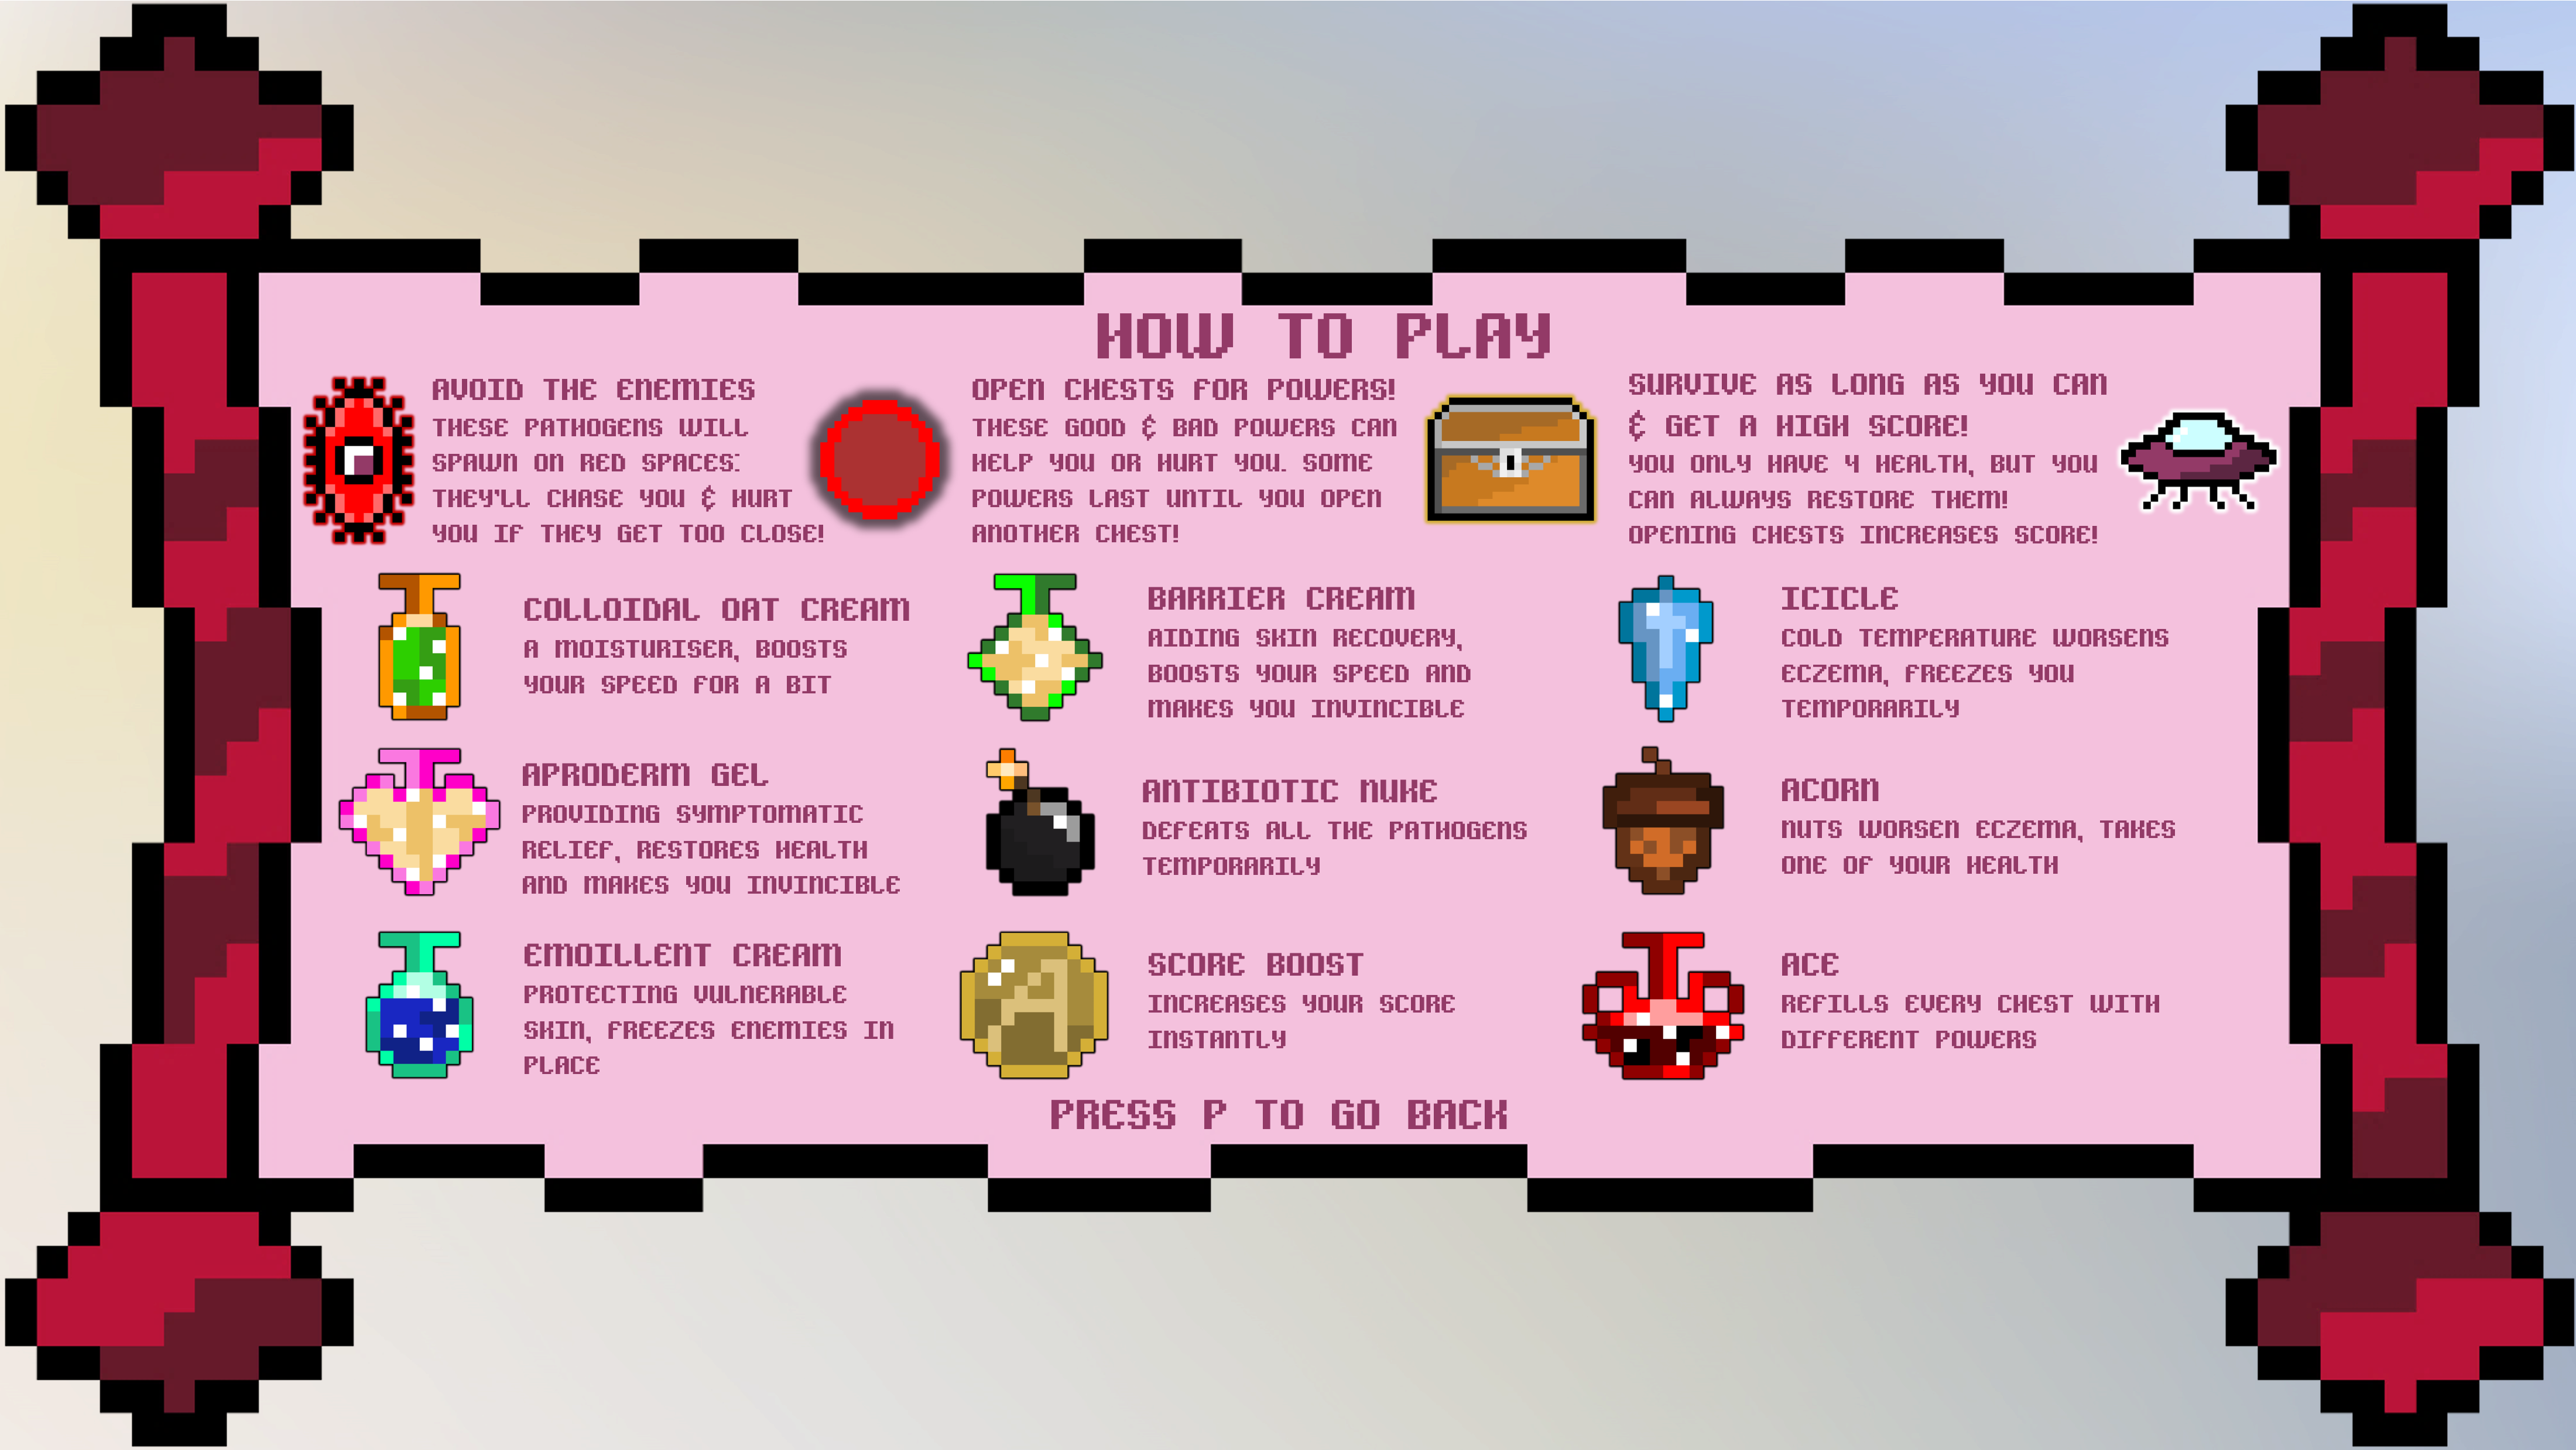 HOW TO PLAY
AVOID THE ENEMIES
THESE PATHOGENS WILL
SPAWN ON RED SPACES:
THEY'LL CHASE YOU & HURT
YOU IF THEY GET TOO CLOSE!
OPEN CHESTS FOR POWERS!
THESE GOOD & BAD POWERS CAN
HELP YOU OR HURT YOU. SOME
POWERS LAST UNTIL YOU OPEN
ANOTHER CHEST!
SURVIVE AS LONG AS YOU CAN
& GET A HIGH SCORE!
YOU ONLY HAVE 4 HEALTH, BUT YOU
CAN ALWAYS RESTORE THEM!
OPENING CHESTS INCREASES SCORE!
COLLOIDAL OAT CREAM
A MOISTURISER, BOOSTS
YOUR SPEED FOR A BIT
BARRIER CREAM
AIDING SKIN RECOVERY,
BOOSTS YOUR SPEED AND
MAKES YOU INVINCIBLE
ICICLE
COLD TEMPERATURE WORSENS
ECZEMA, FREEZES YOU
TEMPORARILY
APRODERM GEL
PROVIDING SYMPTOMATIC
RELIEF, RESTORES HEALTH
AND MAKES YOU INVINCIBLE
ANTIBIOTIC NUKE
DEFEATS ALL THE PATHOGENS
TEMPORARILY
ACORN
NUTS WORSEN ECZEMA, TAKES
ONE OF YOUR HEALTH
EMOILLENT CREAM
PROTECTING VULNERABLE
SKIN, FREEZES ENEMIES IN
PLACE
A
SCORE BOOST
INCREASES YOUR SCORE
INSTANTLY
ACE
REFILLS EVERY CHEST WITH
DIFFERENT POWERS
PRESS P TO GO BACK